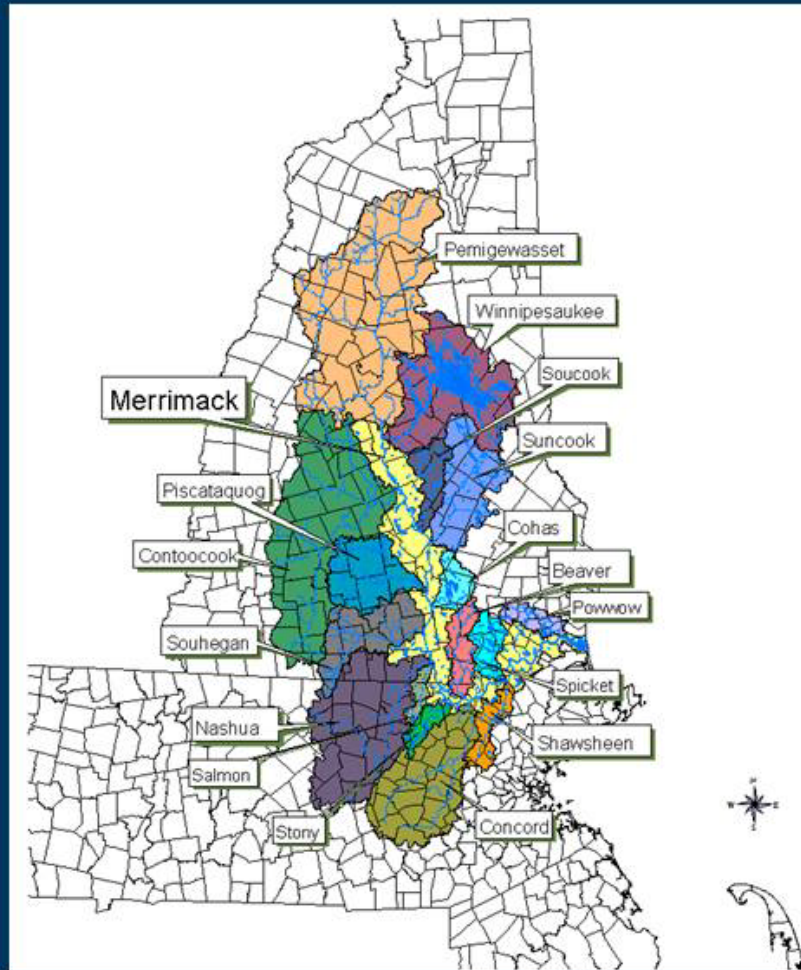 Pemigewasset
Winnipesaukee
Soucook
Merrimack
Suncook
Piscataquog
Cohas
Contoocook
Beaver
Powwow
Souhegan
Spicket
Nashua
Shawsheen
Salmon
Stony
Concord